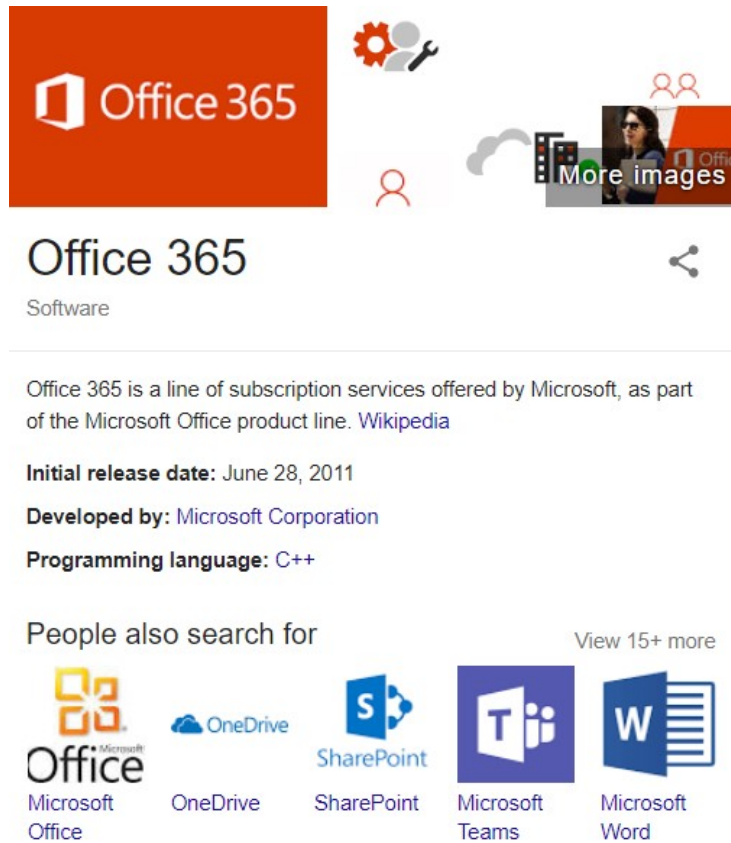 Office 365
Offi
More images
Office 365
Software
Office 365 is a line of subscription services offered by Microsoft, as part
of the Microsoft Office product line. Wikipedia
Initial release date: June 28, 2011
Developed by: Microsoft Corporation
Programming language: C++
People also search for
View 15+ more
Microsoft
Office
OneDrive
S
SharePoint
T
W
Microsoft
Office
OneDrive
SharePoint
Microsoft
Teams
Microsoft
Word